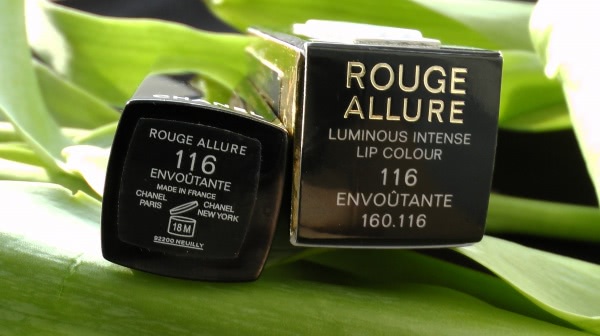 CHANEL
ROUGE ALLURE
116
ENVOÛTANTE
MADE IN FRANCE
CHANEL CHANEL
PARIS NEW YORK
18 M
92200 NEUILLY
ROUGE
ALLURE
LUMINOUS INTENSE
LIP COLOUR
116
ENVOÛTANTE
160.116